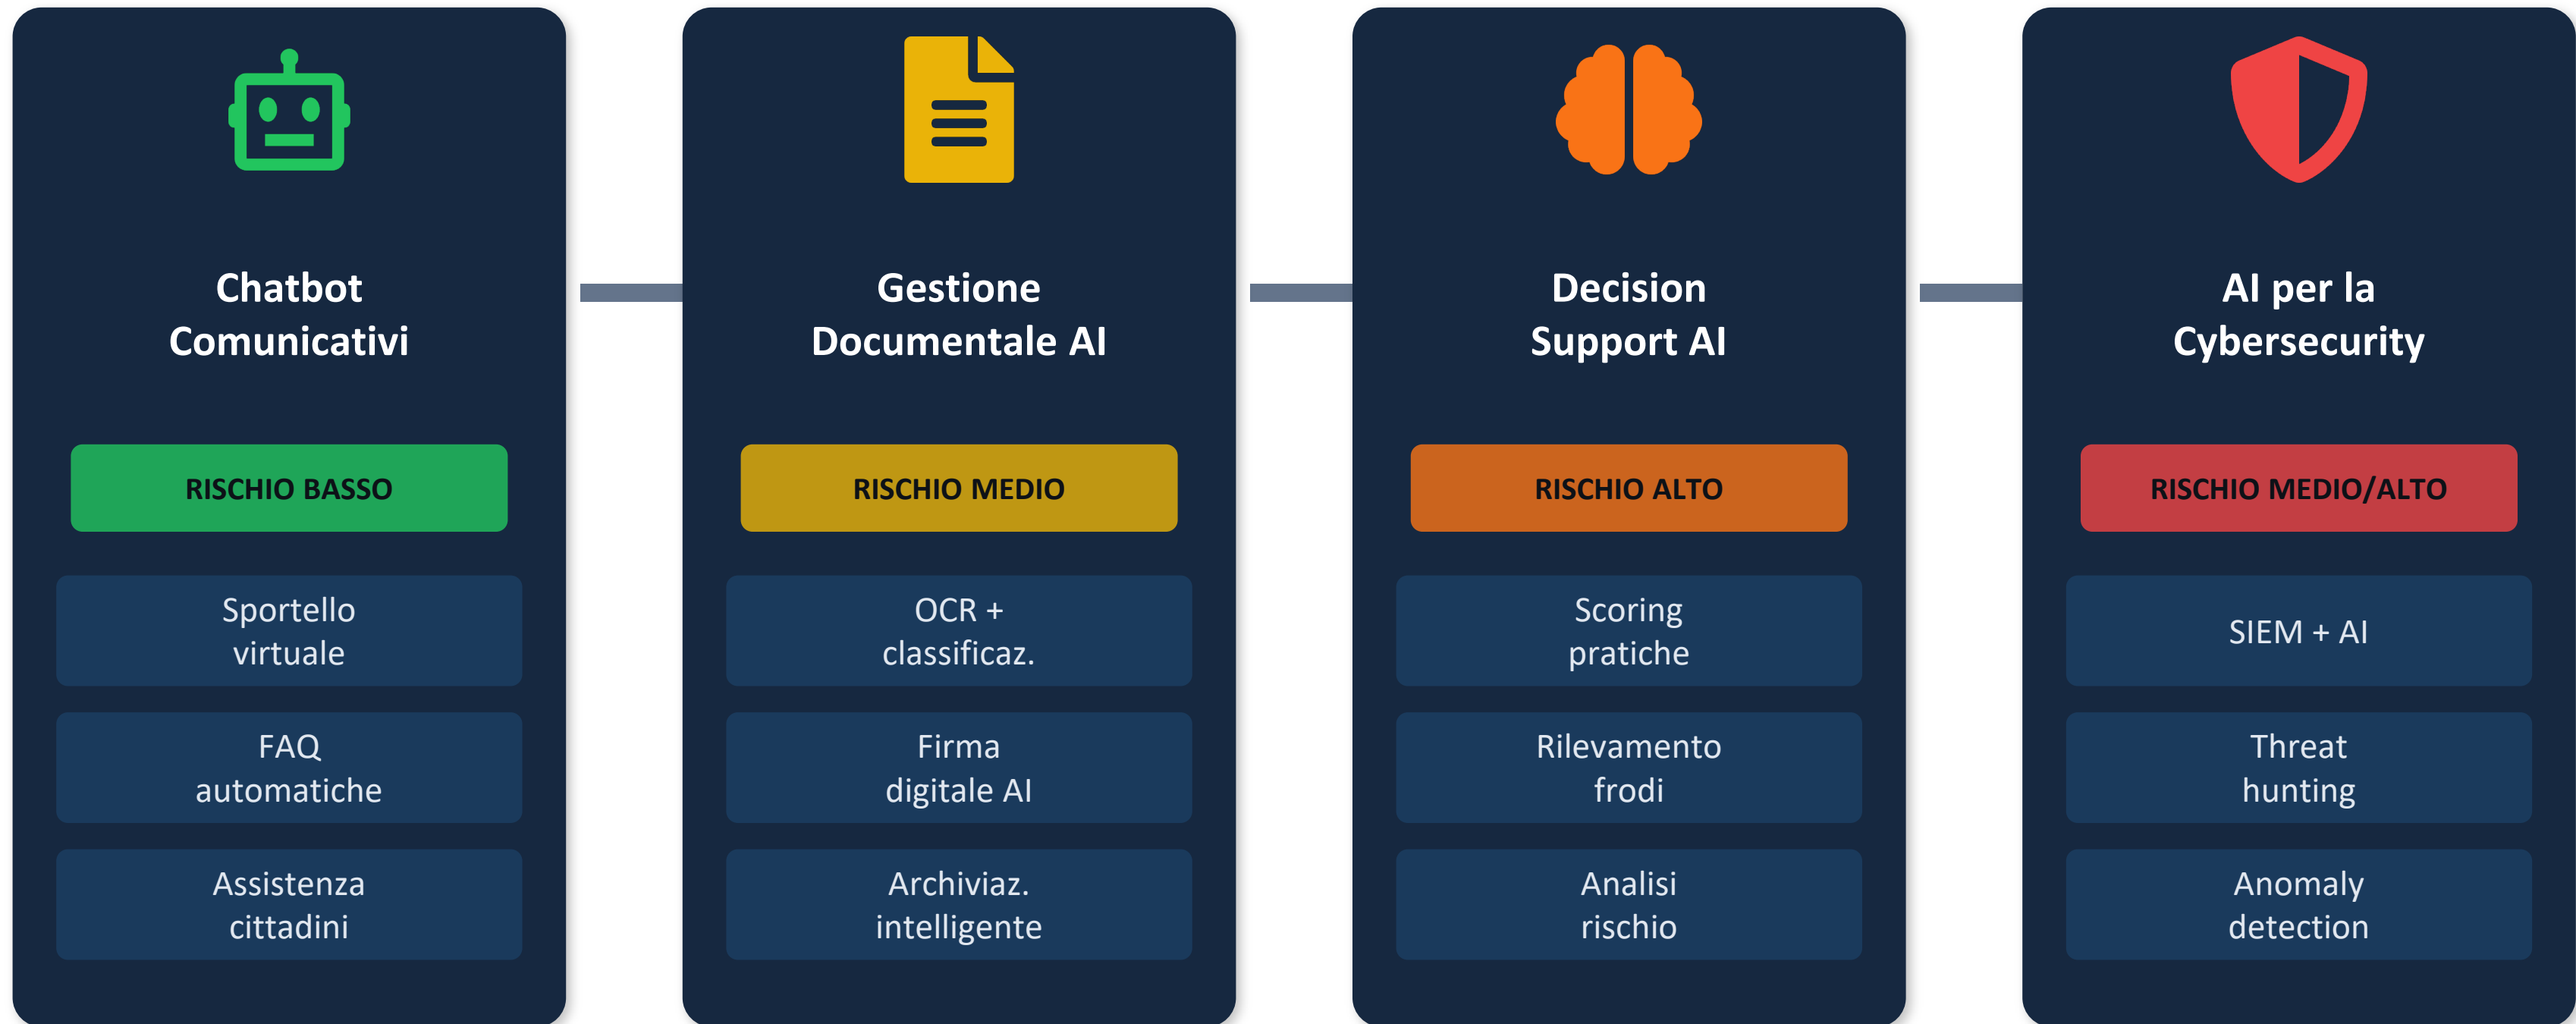 Chatbot
Comunicativi
RISCHIO BASSO
Sportello
virtuale
FAQ
automatiche
Assistenza
cittadini
Gestione
Documentale AI
RISCHIO MEDIO
OCR +
classificaz.
Firma
digitale AI
Archiviaz.
intelligente
Decision
Support AI
RISCHIO ALTO
Scoring
pratiche
Rilevamento
frodi
Analisi
rischio
AI per la
Cybersecurity
RISCHIO MEDIO/ALTO
SIEM + AI
Threat
hunting
Anomaly
detection